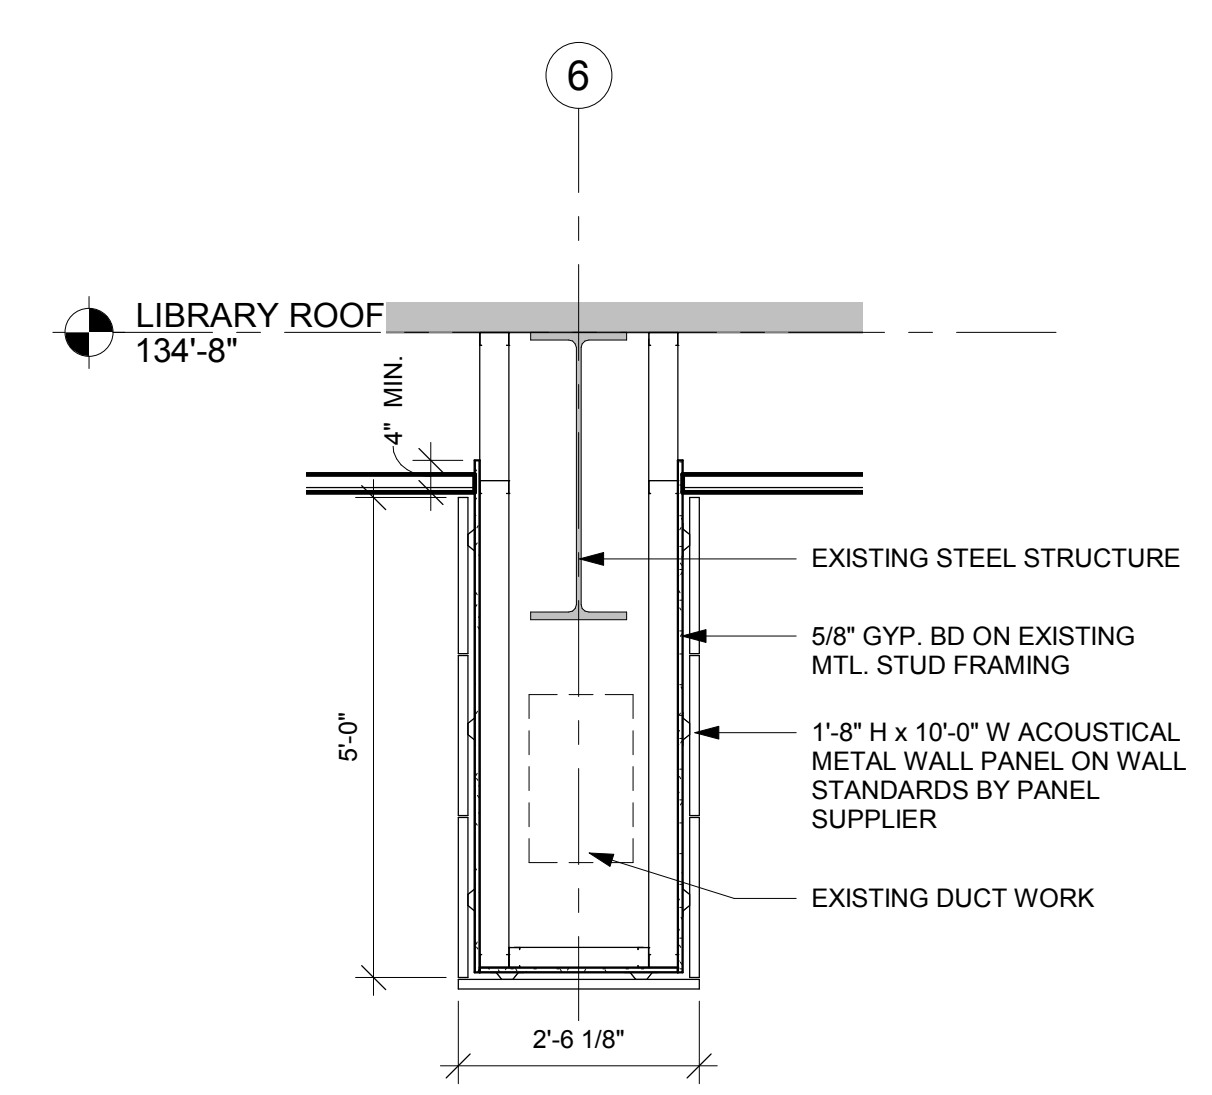 6
LIBRARY ROOF
134'-8"
4" MIN.
EXISTING STEEL STRUCTURE
5/8" GYP. BD ON EXISTING
MTL. STUD FRAMING
5'-0"
1'-8" H x 10'-0" W ACOUSTICAL
METAL WALL PANEL ON WALL
STANDARDS BY PANEL
SUPPLIER
EXISTING DUCT WORK
2'-6 1/8"